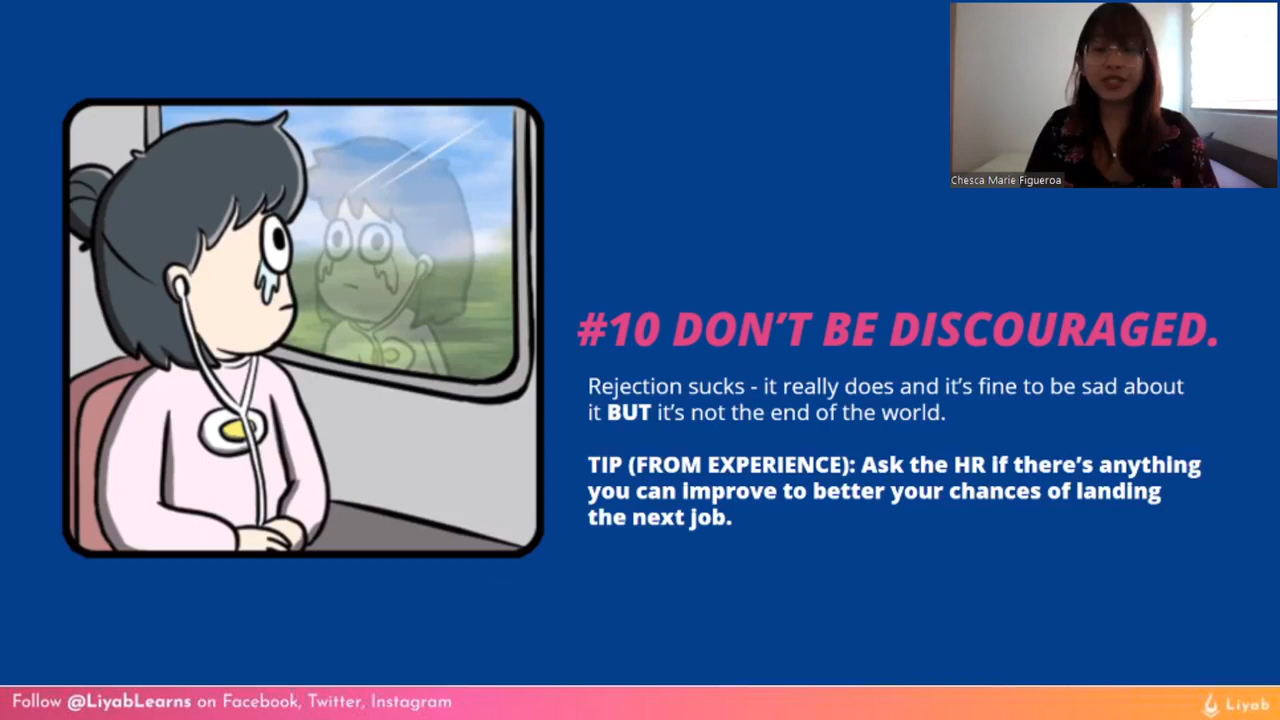 Chesca Marie Figueroa
#10 DON'T BE DISCOURAGED.
Rejection sucks - it really does and it's fine to be sad about
it BUT it's not the end of the world.
TIP (FROM EXPERIENCE): Ask the HR if there's anything
you can improve to better your chances of landing
the next job.
Follow @LiyabLearns on Facebook, Twitter, Instagram
Liyab